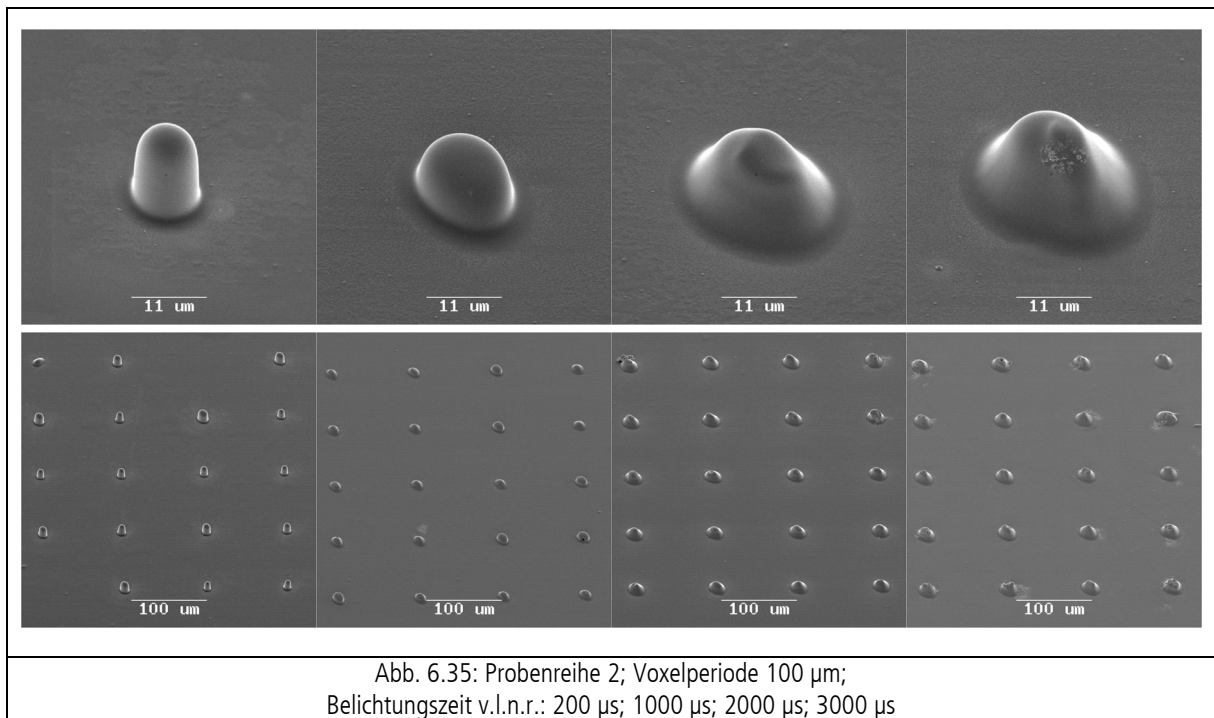 11 um
11 um
11 um
11 um
100 um
100 um
100 um
100 um
Abb. 6.35: Probenreihe 2; Voxelperiode 100 µm;
Belichtungszeit v.l.n.r.: 200 µs; 1000 µs; 2000 µs; 3000 µs